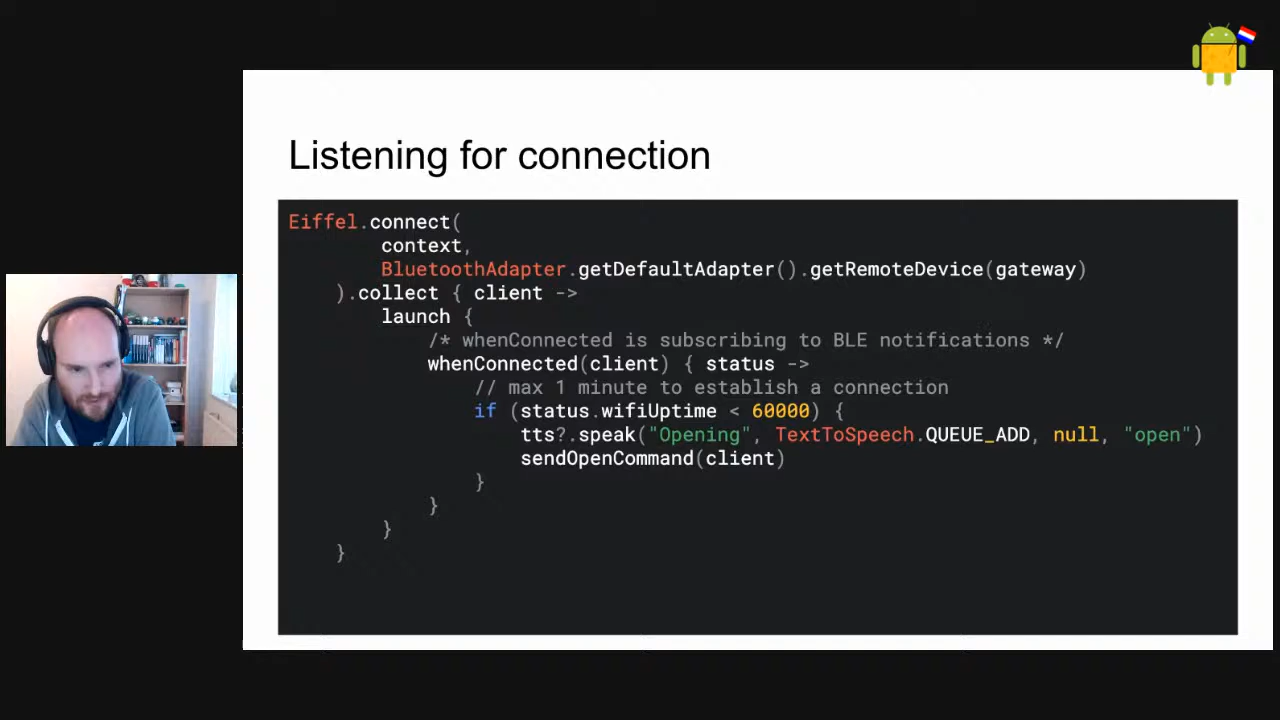 Listening for connection
Eiffel.connect(
context,
BluetoothAdapter.getDefaultAdapter().getRemoteDevice(gateway)
).collect { client ->
launch {
/* whenConnected is subscribing to BLE notifications */
whenConnected(client) { status ->
// max 1 minute to establish a connection
if (status.wifiUptime < 60000) {
tts?.speak("Opening", TextToSpeech.QUEUE_ADD, null, "open")
sendOpenCommand(client)
}
}
}
}